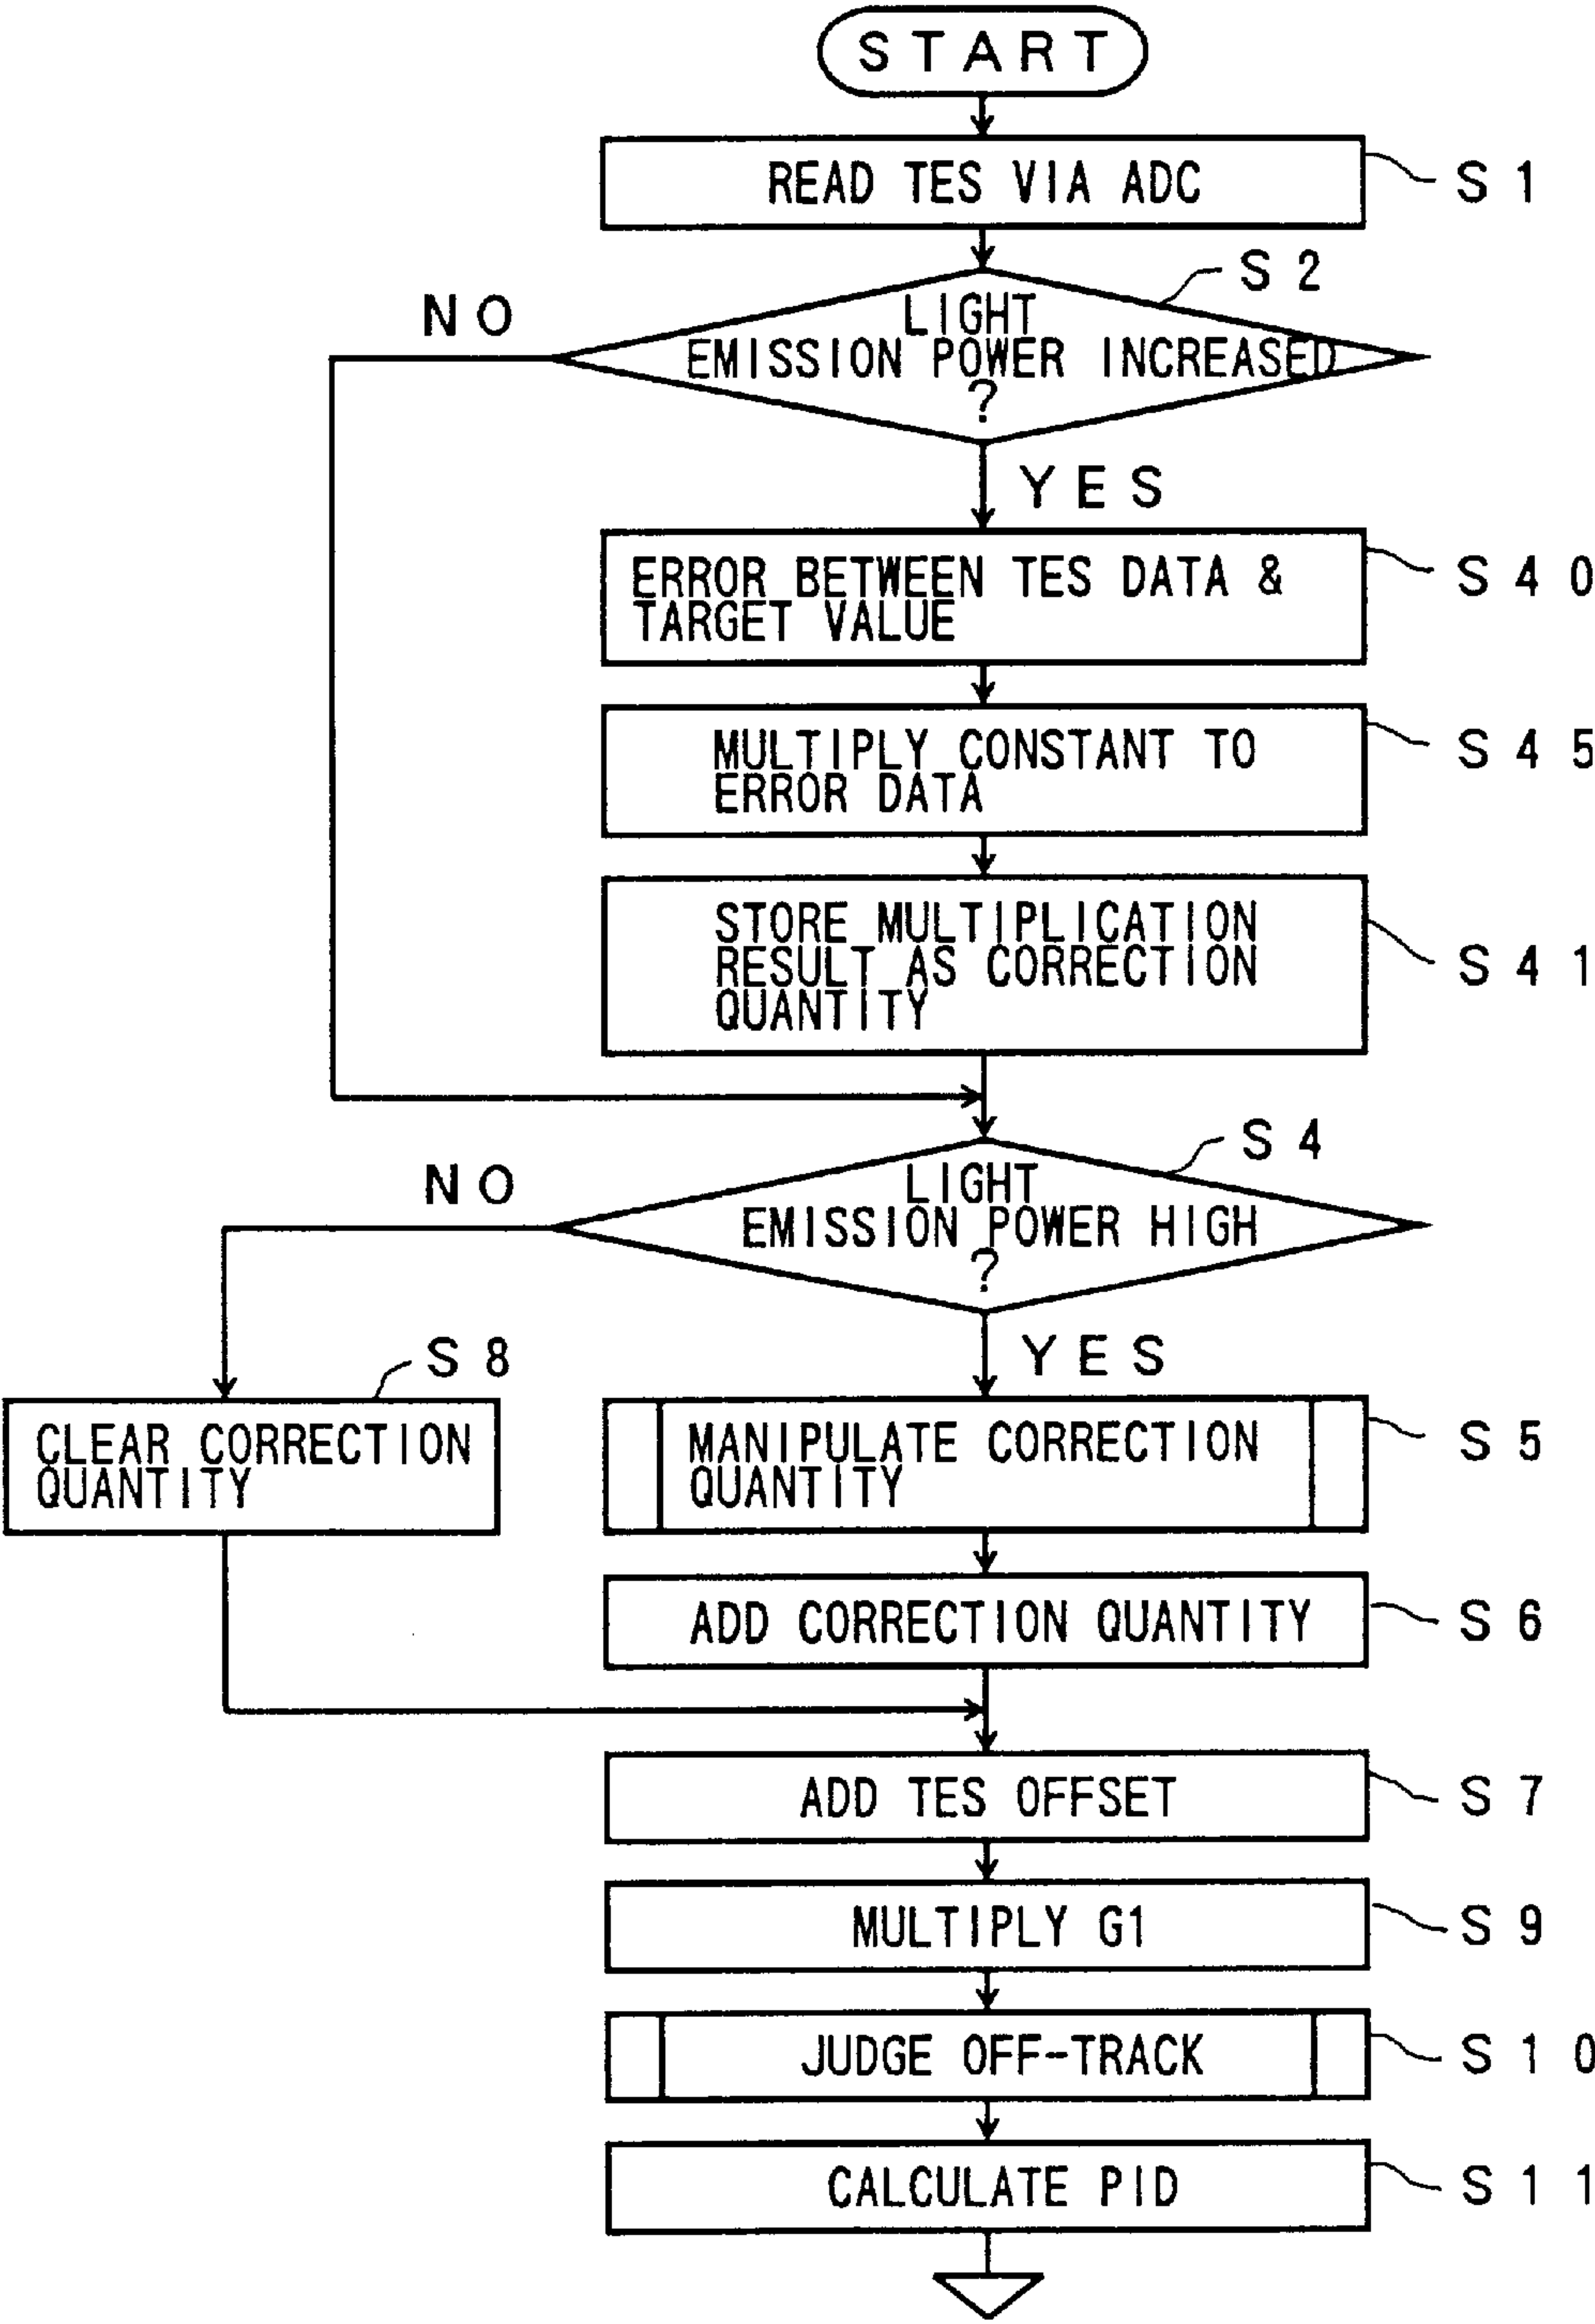 START
READ TES VIA ADC
S1
S2
NO
LIGHT
EMISSION POWER INCREASED
?
YES
ERROR BETWEEN TES DATA &
TARGET VALUE
S40
MULTIPLY CONSTANT TO
ERROR DATA
S45
STORE MULTIPLICATION
RESULT AS CORRECTION
QUANTITY
S41
S4
NO
LIGHT
EMISSION POWER HIGH
?
YES
S8
CLEAR CORRECTION
QUANTITY
MANIPULATE CORRECTION
QUANTITY
S5
ADD CORRECTION QUANTITY
S6
ADD TES OFFSET
S7
MULTIPLY G1
S9
JUDGE OFF-TRACK
S10
CALCULATE PID
S11